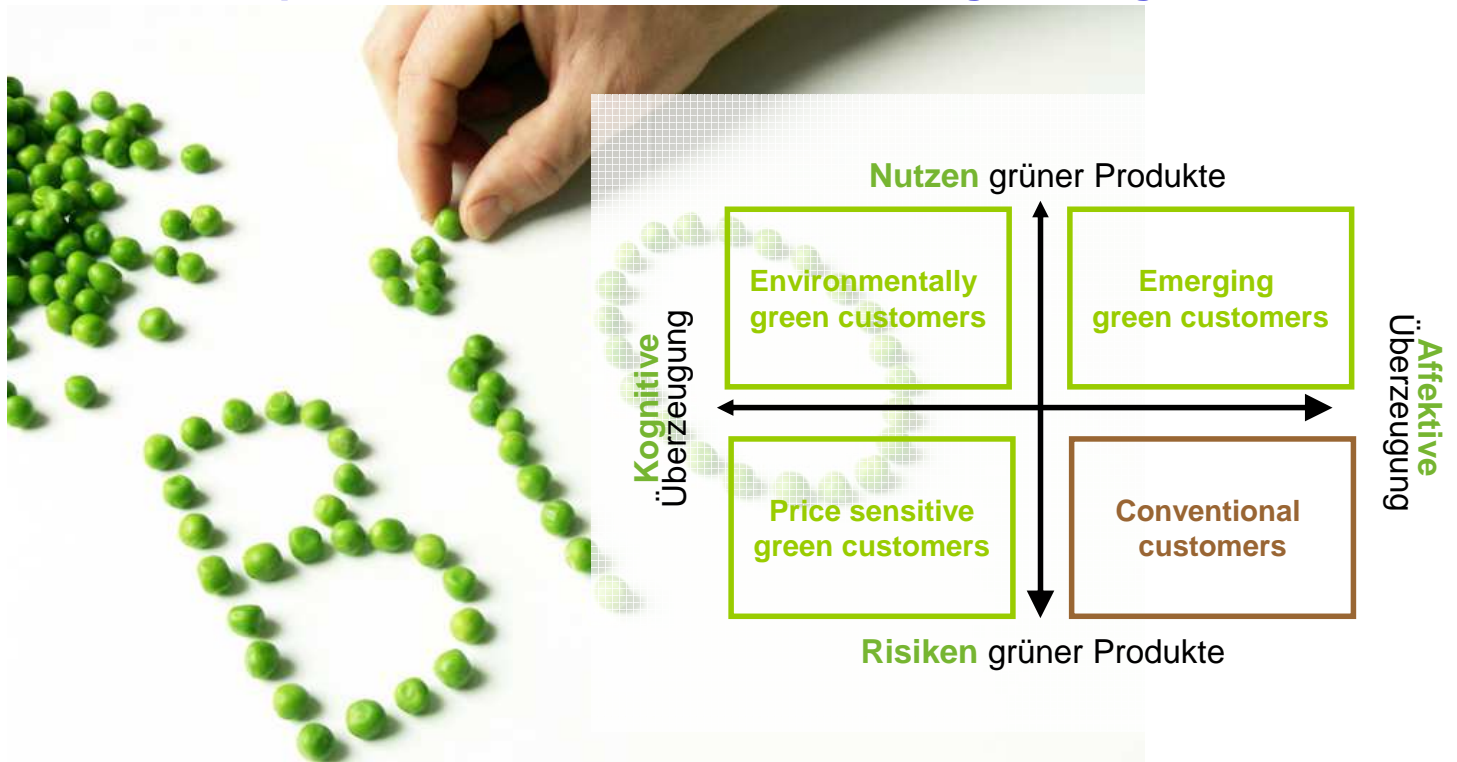 Nutzen grüner Produkte
Environmentally
green customers
Emerging
green customers
Kognitive
Überzeugung
Affektive
Überzeugung
Price sensitive
green customers
Conventional
customers
Risiken grüner Produkte